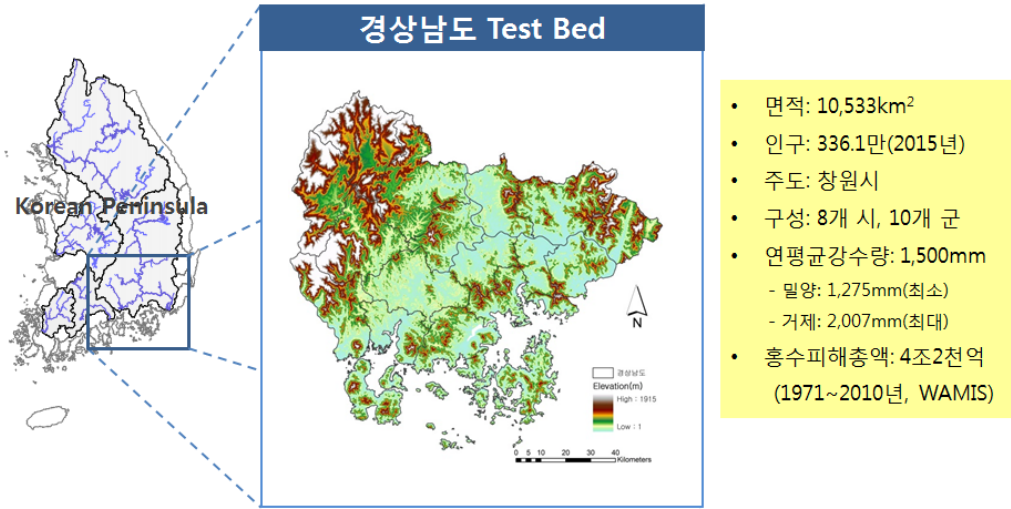 경상남도 Test Bed
Korean Peninsula
N
경상남도
Elevation(m)
High : 1915
Low : 1
0 5 10 20 30 40
Kilometers
• 면적: 10,533km²
• 인구: 336.1만(2015년)
• 주도: 창원시
• 구성: 8개 시, 10개 군
• 연평균강수량: 1,500mm
- 밀양: 1,275mm(최소)
- 거제: 2,007mm(최대)
• 홍수피해총액: 4조2천억
(1971~2010년, WAMIS)